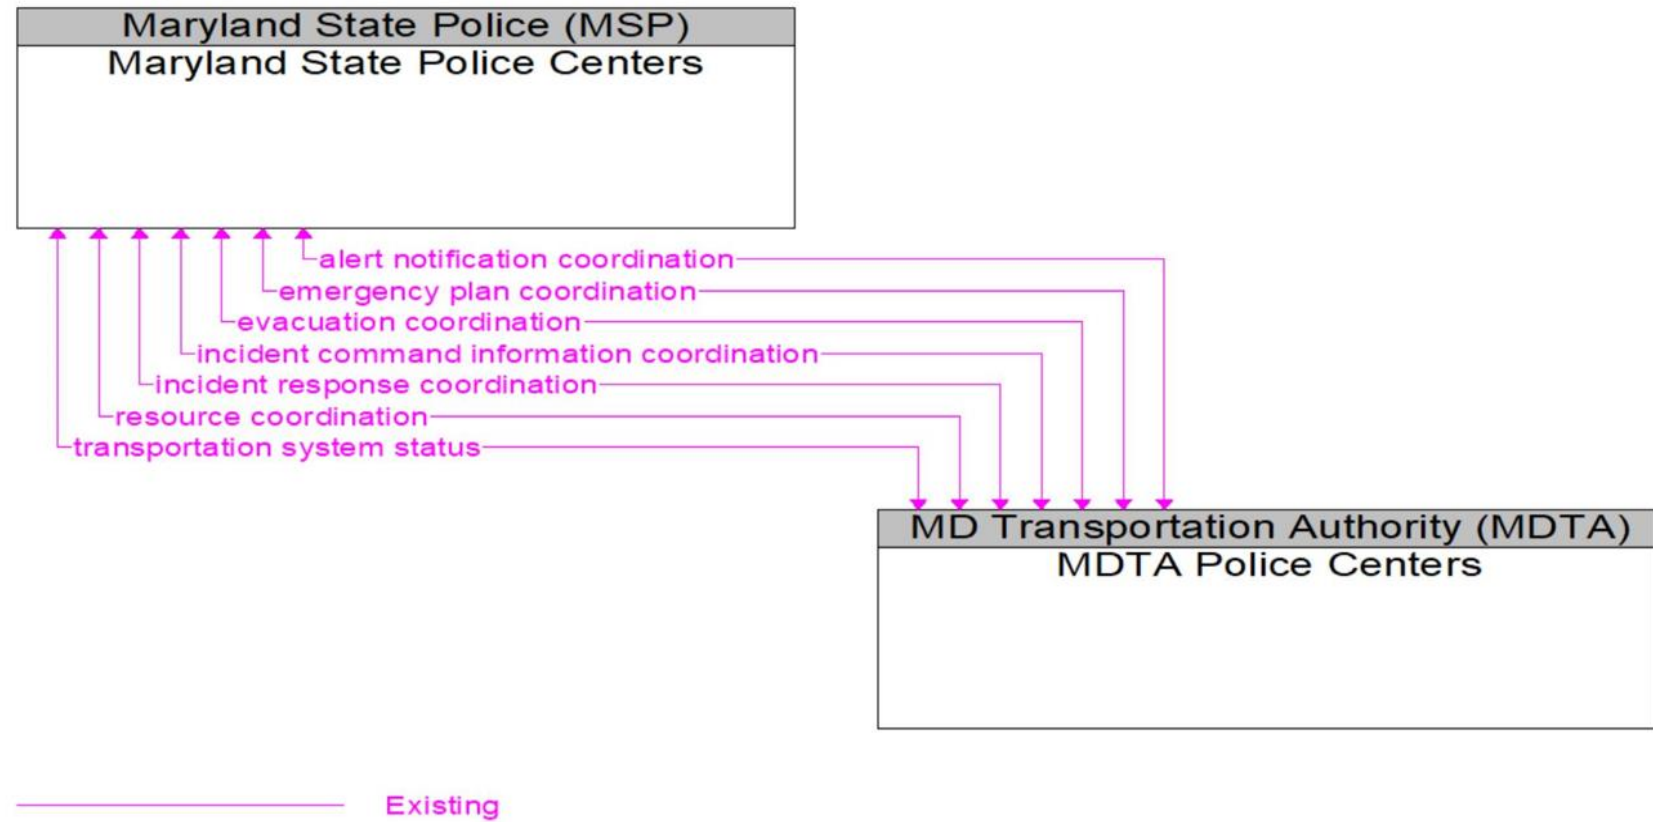 Maryland State Police (MSP)
Maryland State Police Centers
alert notification coordination
emergency plan coordination
evacuation coordination
incident command information coordination
incident response coordination
resource coordination
transportation system status
MD Transportation Authority (MDTA)
MDTA Police Centers
Existing